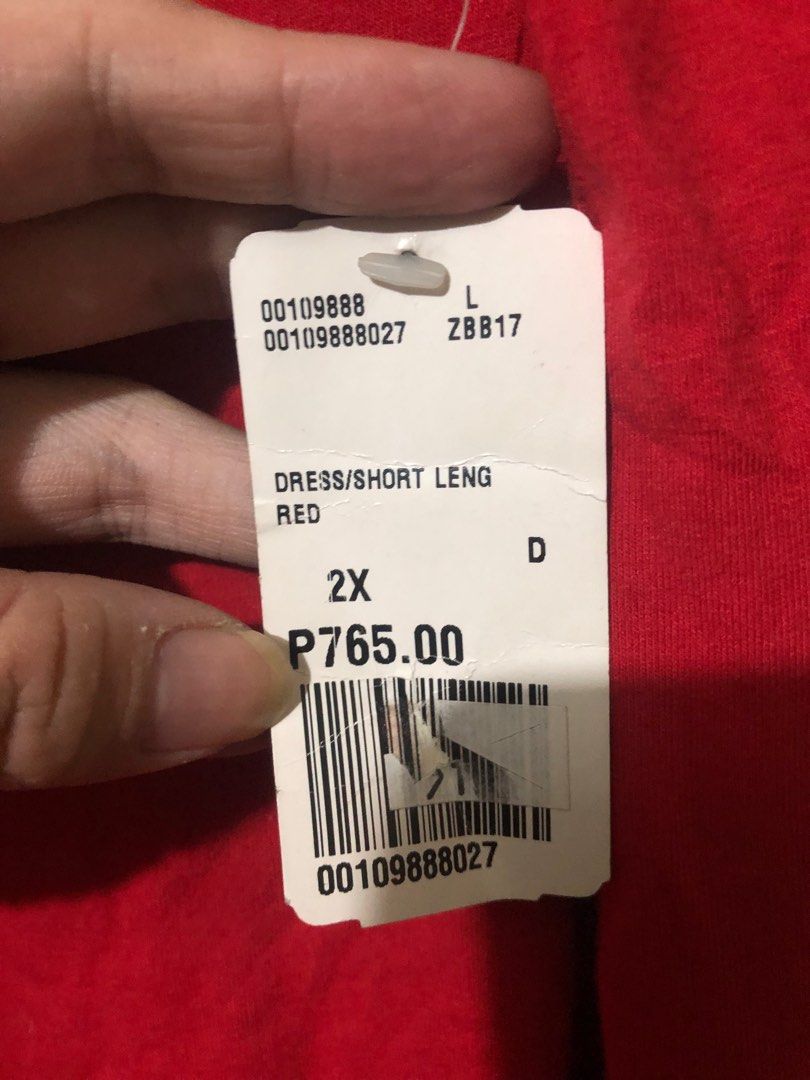 00109888 L
00109888027 ZBB17
DRESS/SHORT LENG
RED
D
2X
P765.00
00109888027